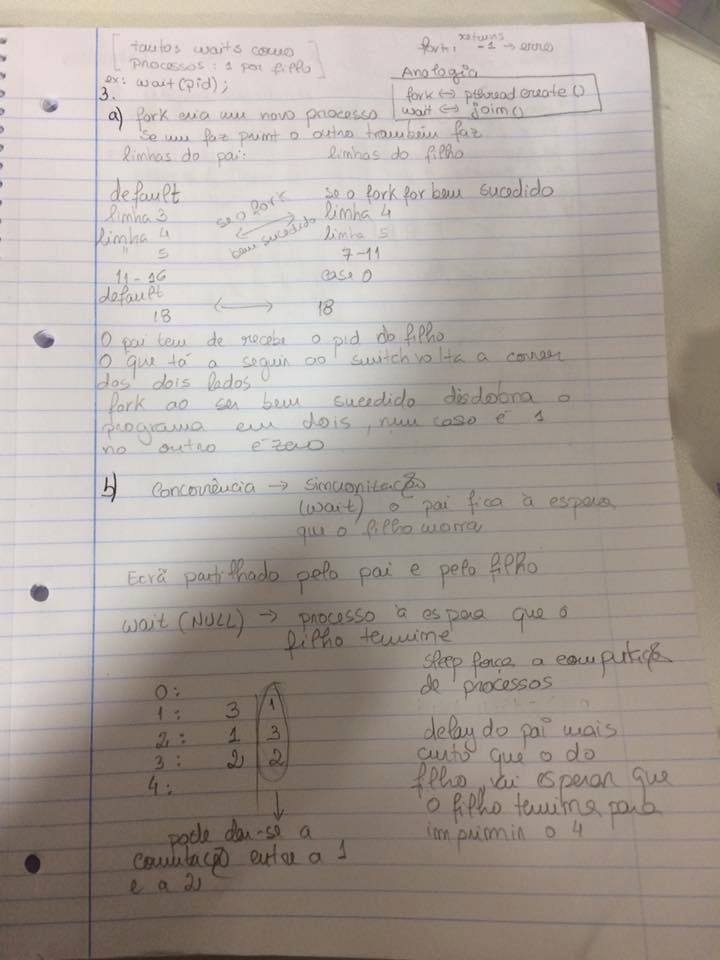 [ tantos waits como
processos : 1 por filho ]
ex: wait(pid);
fork: returns -1 → erro
Analogia
fork ↔ pthread create()
wait ↔ join()
3.
a) fork cria um novo processo
Se um faz print o outro também faz
linhas do pai: linhas do filho
default se o fork for bem sucedido
linha 3 se o fork linha 4
linha 4 bem sucedido linha 5
" 5 7-11
11-16 case 0
default
18 ↔ 18
O pai tem de recebe o pid do filho
O que tá a seguir ao switch volta a correr
dos dois lados
fork ao ser bem sucedido disdobra o
programa em dois, num caso é 1
no outro é zero
b) Concorrência → sincronização
(wait) o pai fica à espera
que o filho morra
Ecrã partilhado pelo pai e pelo filho
wait (NULL) → processo à espera que o
filho termine
sleep força a
de processos
0:
1: 3 1
2: 1 3
3: 2 2
4:
delay do pai mais
curto que o do
filho, vai esperar que
o filho termine para
imprimir o 4
pode dar-se a
comutação entre a 1
e a 2